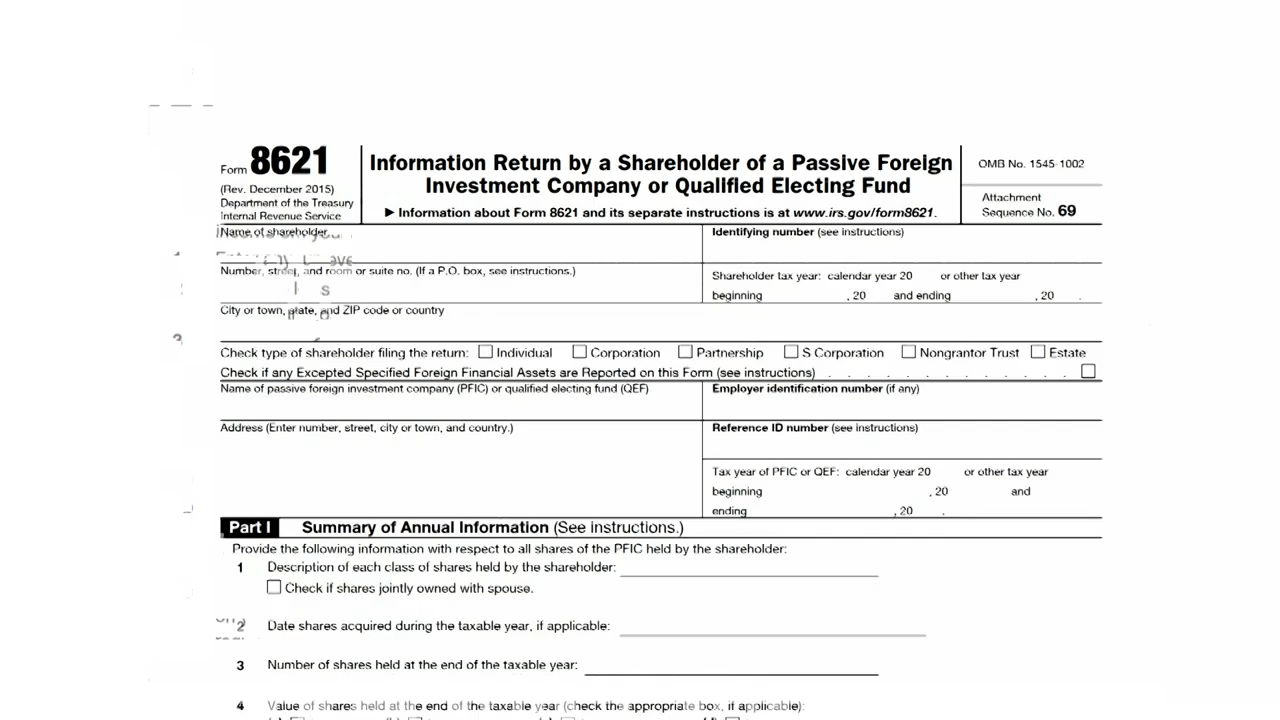 Form 8621
(Rev. December 2015)
Department of the Treasury
Internal Revenue Service
Information Return by a Shareholder of a Passive Foreign
Investment Company or Qualified Electing Fund
▶ Information about Form 8621 and its separate instructions is at www.irs.gov/form8621.
OMB No. 1545-1002
Attachment
Sequence No. 69
Name of shareholder
Identifying number (see instructions)
Number, street, and room or suite no. (If a P.O. box, see instructions.)
Shareholder tax year: calendar year 20 or other tax year
beginning , 20 and ending , 20 .
City or town, state, and ZIP code or country
Check type of shareholder filing the return: Individual Corporation Partnership S Corporation Nongrantor Trust Estate
Check if any Excepted Specified Foreign Financial Assets are Reported on this Form (see instructions) . . . . . . . . . . .
Name of passive foreign investment company (PFIC) or qualified electing fund (QEF)
Employer identification number (if any)
Address (Enter number, street, city or town, and country.)
Reference ID number (see instructions)
Tax year of PFIC or QEF: calendar year 20 or other tax year
beginning , 20 and
ending , 20 .
Part I Summary of Annual Information (See instructions.)
Provide the following information with respect to all shares of the PFIC held by the shareholder:
1 Description of each class of shares held by the shareholder:
Check if shares jointly owned with spouse.
2 Date shares acquired during the taxable year, if applicable:
3 Number of shares held at the end of the taxable year:
4 Value of shares held at the end of the taxable year (check the appropriate box, if applicable):